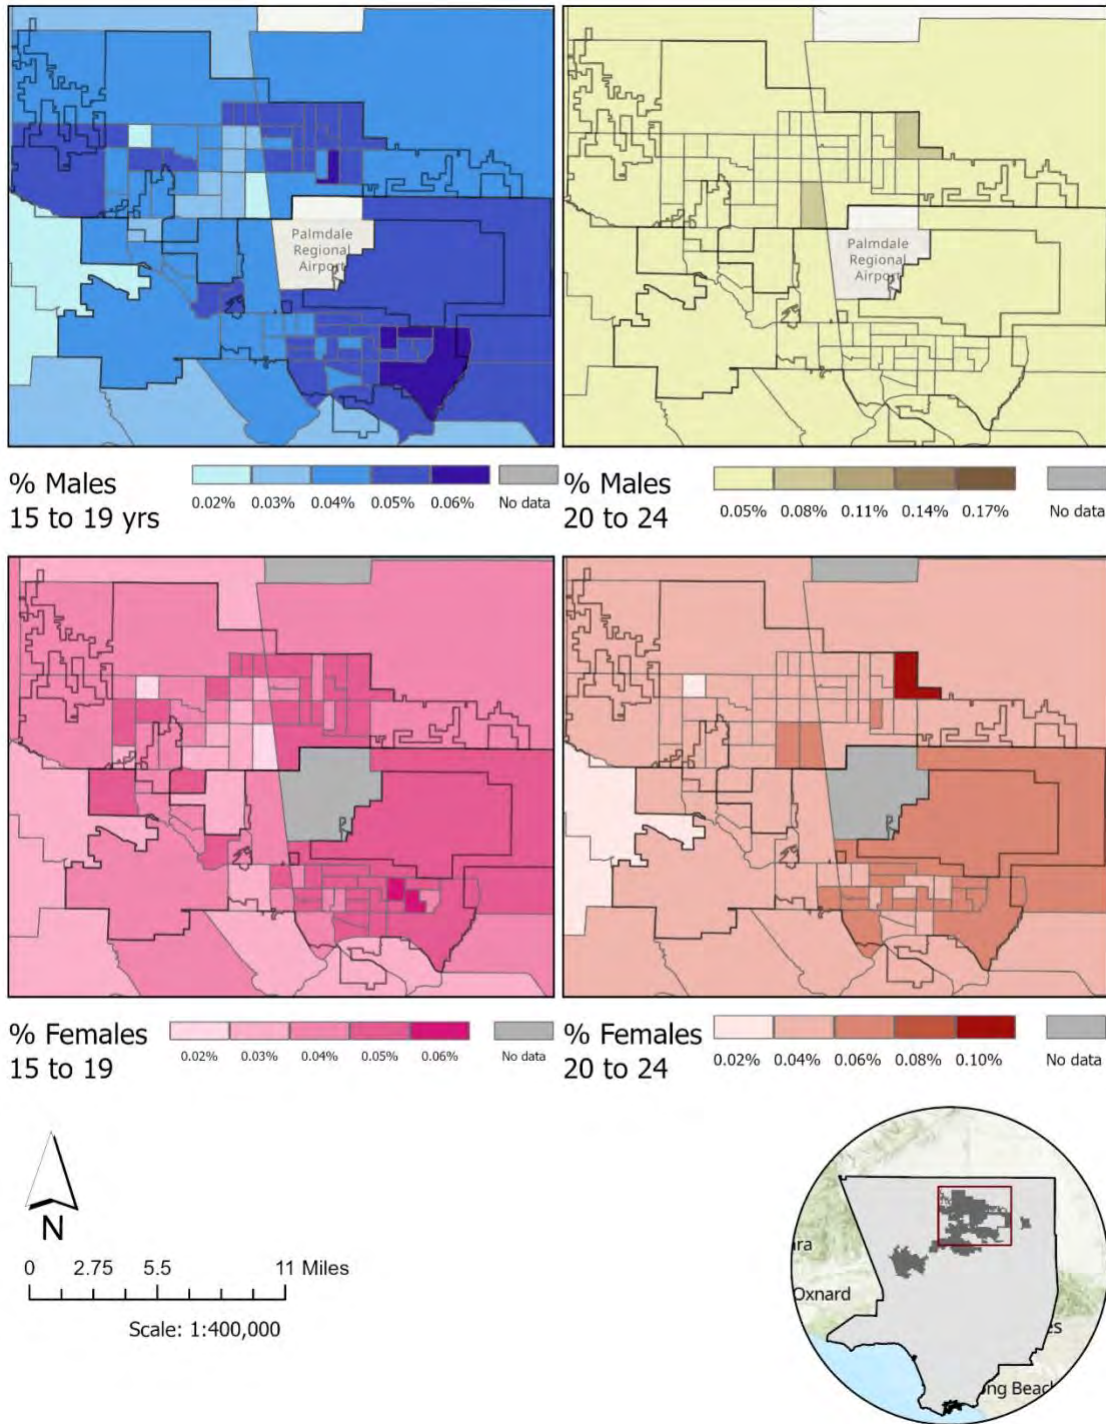 Palmdale
Regional
Airport
Palmdale
Regional
Airport
% Males
15 to 19 yrs
0.02% 0.03% 0.04% 0.05% 0.06% No data
% Males
20 to 24
0.05% 0.08% 0.11% 0.14% 0.17% No data
% Females
15 to 19
0.02% 0.03% 0.04% 0.05% 0.06% No data
% Females
20 to 24
0.02% 0.04% 0.06% 0.08% 0.10% No data
N
0 2.75 5.5 11 Miles
Scale: 1:400,000
ra
Oxnard
es
ng Beac